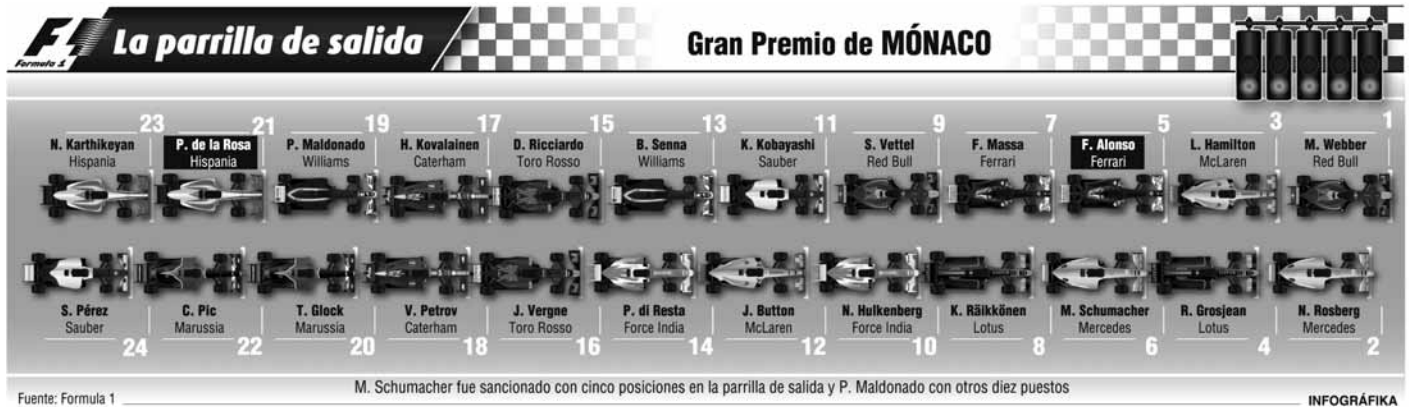 F1
Formula 1
La parrilla de salida
Gran Premio de MÓNACO
23
21
19
17
15
13
11
9
7
5
3
1
N. Karthikeyan
Hispania
P. de la Rosa
Hispania
P. Maldonado
Williams
H. Kovalainen
Caterham
D. Ricciardo
Toro Rosso
B. Senna
Williams
K. Kobayashi
Sauber
S. Vettel
Red Bull
F. Massa
Ferrari
F. Alonso
Ferrari
L. Hamilton
McLaren
M. Webber
Red Bull
S. Pérez
Sauber
C. Pic
Marussia
T. Glock
Marussia
V. Petrov
Caterham
J. Vergne
Toro Rosso
P. di Resta
Force India
J. Button
McLaren
N. Hulkenberg
Force India
K. Räikkönen
Lotus
M. Schumacher
Mercedes
R. Grosjean
Lotus
N. Rosberg
Mercedes
24
22
20
18
16
14
12
10
8
6
4
2
M. Schumacher fue sancionado con cinco posiciones en la parrilla de salida y P. Maldonado con otros diez puestos
Fuente: Formula 1
INFOGRÁFIKA